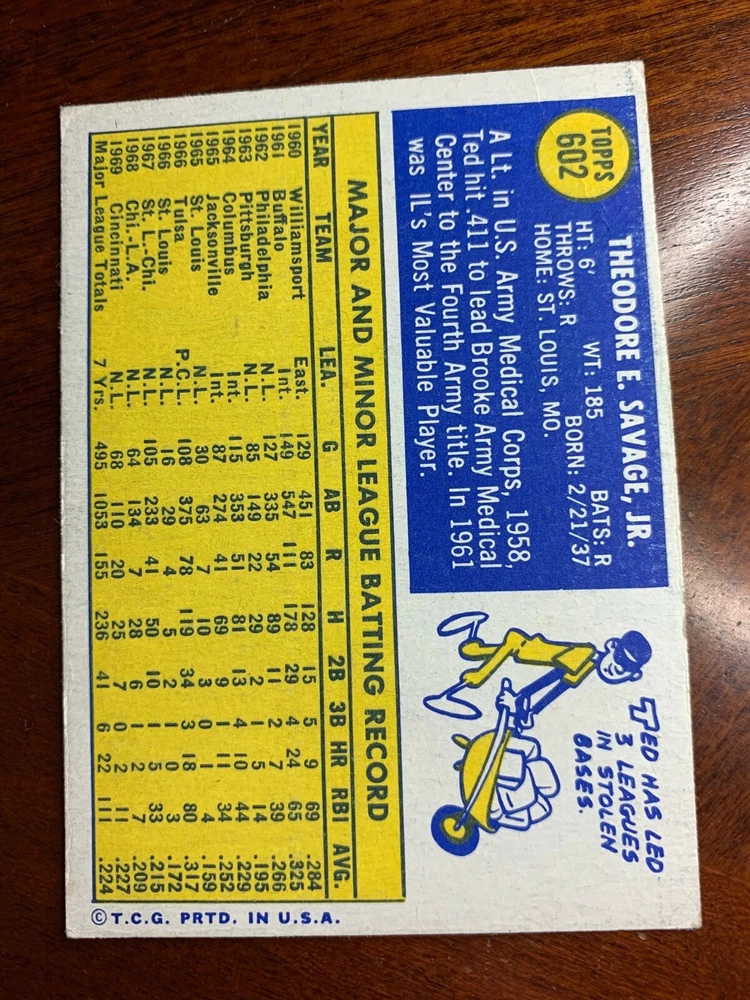 TOPPS
602
THEODORE E. SAVAGE, JR.
HT: 6' WT: 185 BATS: R
THROWS: R BORN: 2/21/37
HOME: ST. LOUIS, MO.
A Lt. in U.S. Army Medical Corps, 1958,
Ted hit .411 to lead Brooke Army Medical
Center to the Fourth Army title. In 1961
was IL's Most Valuable Player.
TED HAS LED
3 LEAGUES
IN STOLEN
BASES.
MAJOR AND MINOR LEAGUE BATTING RECORD
YEAR TEAM LEA. G AB R H 2B 3B HR RBI AVG.
1960 Williamsport East. 129 451 83 128 15 5 9 69 .284
1961 Buffalo Int. 149 547 111 178 29 4 24 65 .325
1962 Philadelphia N.L. 127 335 54 89 11 2 7 39 .266
1963 Pittsburgh N.L. 85 149 22 29 2 1 5 14 .195
1964 Columbus Int. 115 353 51 81 13 4 10 44 .229
1965 Jacksonville Int. 87 274 41 69 9 1 11 34 .252
1965 St. Louis N.L. 30 63 7 10 3 0 1 4 .159
1966 Tulsa P.C.L. 108 375 78 119 34 3 18 80 .317
1966 St. Louis N.L. 16 29 4 5 2 1 0 3 .172
1967 St. L.-Chi. N.L. 105 233 41 50 10 1 5 33 .215
1968 Chi.-L.A. N.L. 64 134 7 28 6 1 2 7 .209
1969 Cincinnati N.L. 68 110 20 25 7 0 2 11 .227
Major League Totals 7 Yrs. 495 1053 155 236 41 6 22 111 .224
© T.C.G. PRTD. IN U.S.A.